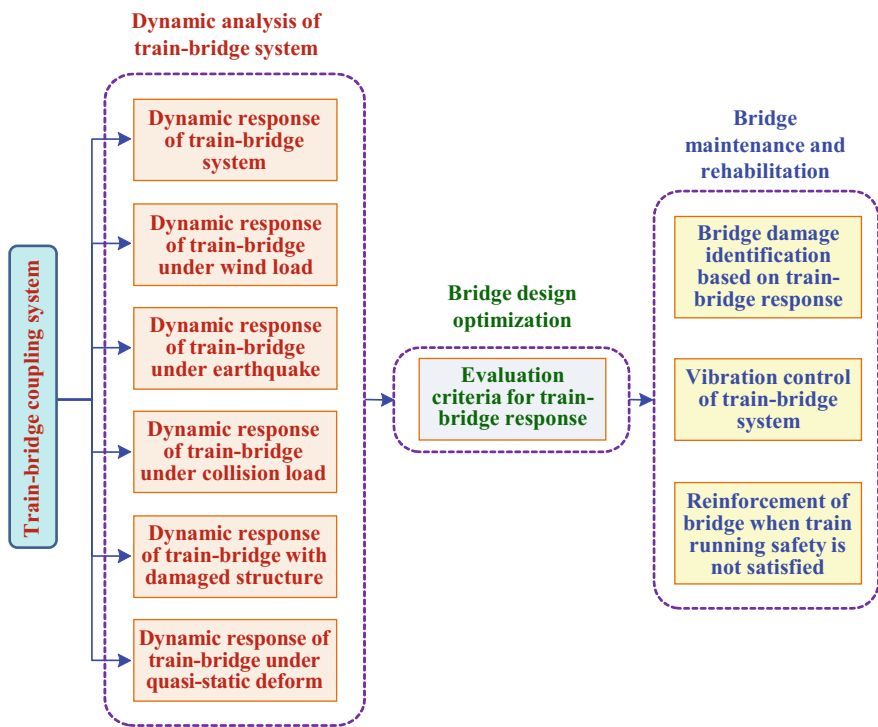 Train-bridge coupling system
Dynamic analysis of
train-bridge system
Dynamic response
of train-bridge
system
Dynamic response
of train-bridge
under wind load
Dynamic response
of train-bridge
under earthquake
Dynamic response
of train-bridge
under collision load
Dynamic response
of train-bridge with
damaged structure
Dynamic response of
train-bridge under
quasi-static deform
Bridge design
optimization
Evaluation
criteria for train-
bridge response
Bridge
maintenance and
rehabilitation
Bridge damage
identification
based on train-
bridge response
Vibration control
of train-bridge
system
Reinforcement of
bridge when train
running safety is
not satisfied